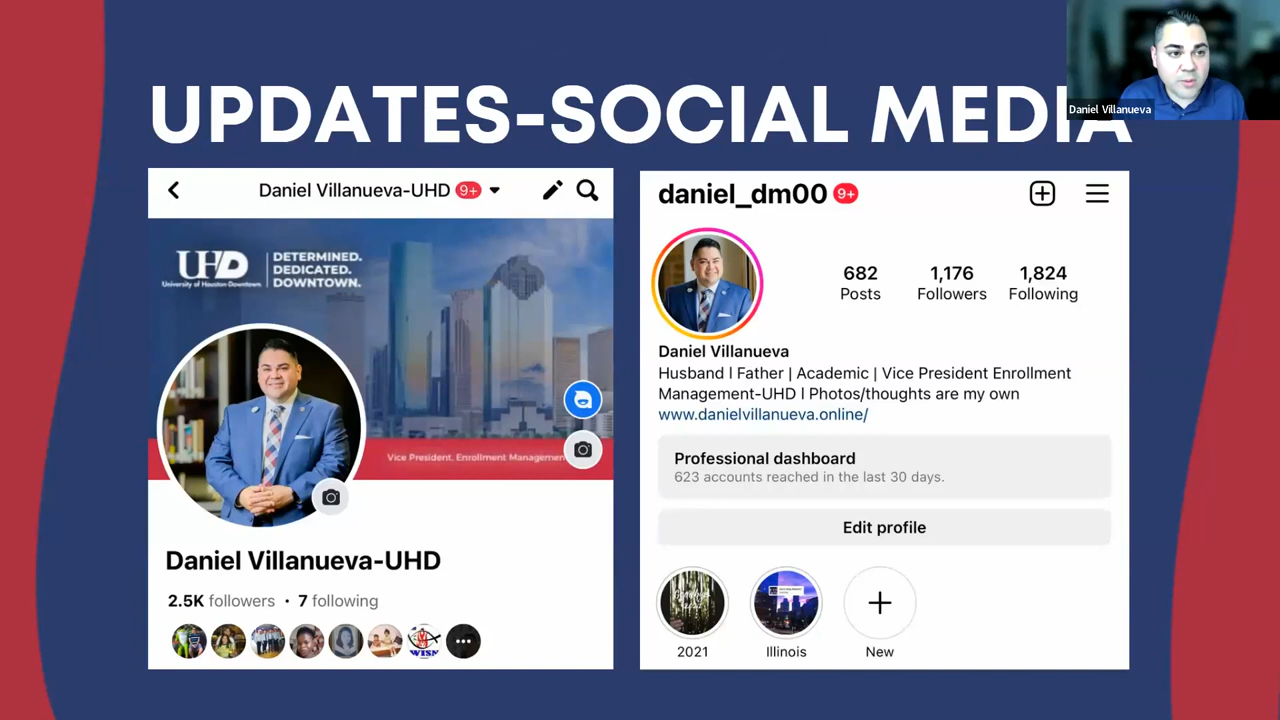 UPDATES-SOCIAL MEDIA
Daniel Villanueva
Daniel Villanueva-UHD 9+
UHD
University of Houston-Downtown
DETERMINED.
DEDICATED.
DOWNTOWN.
Vice President, Enrollment Managemen
Daniel Villanueva-UHD
2.5K followers • 7 following
WISN
daniel_dm00 9+
682
Posts
1,176
Followers
1,824
Following
Daniel Villanueva
Husband l Father | Academic | Vice President Enrollment
Management-UHD l Photos/thoughts are my own
www.danielvillanueva.online/
Professional dashboard
623 accounts reached in the last 30 days.
Edit profile
2021
Illinois
New